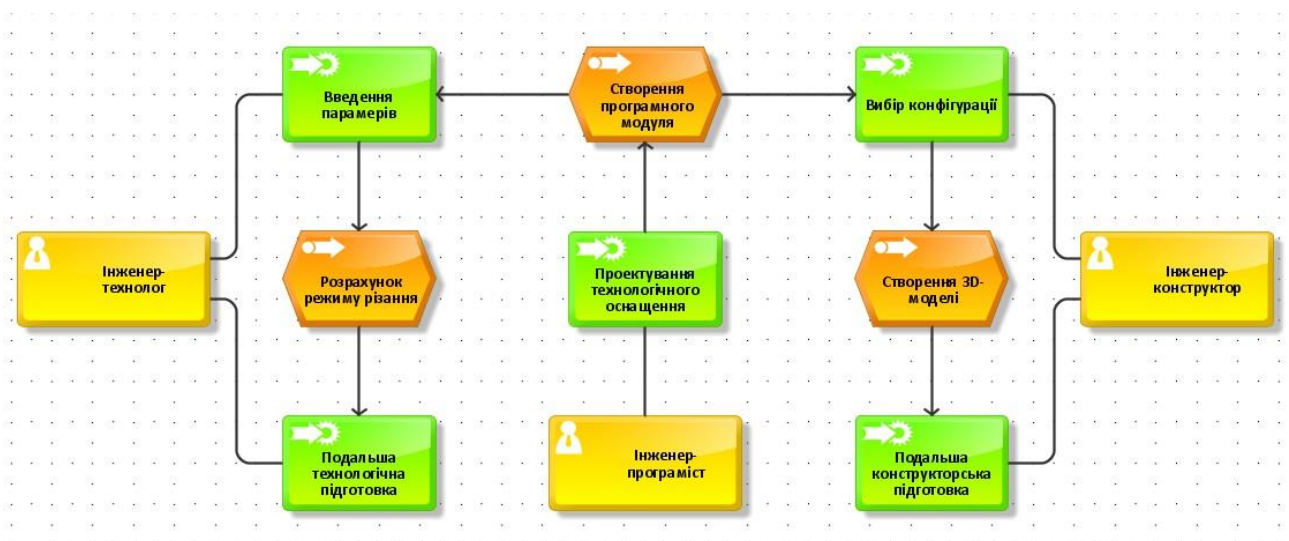 Введення
парамерів
Створення
програмного
модуля
Вибір конфігурації
Інженер-
технолог
Розрахунок
режиму різання
Проектування
технологічного
оснащення
Створення 3D-
моделі
Інженер-
конструктор
Подальша
технологічна
підготовка
Інженер-
програміст
Подальша
конструкторська
підготовка